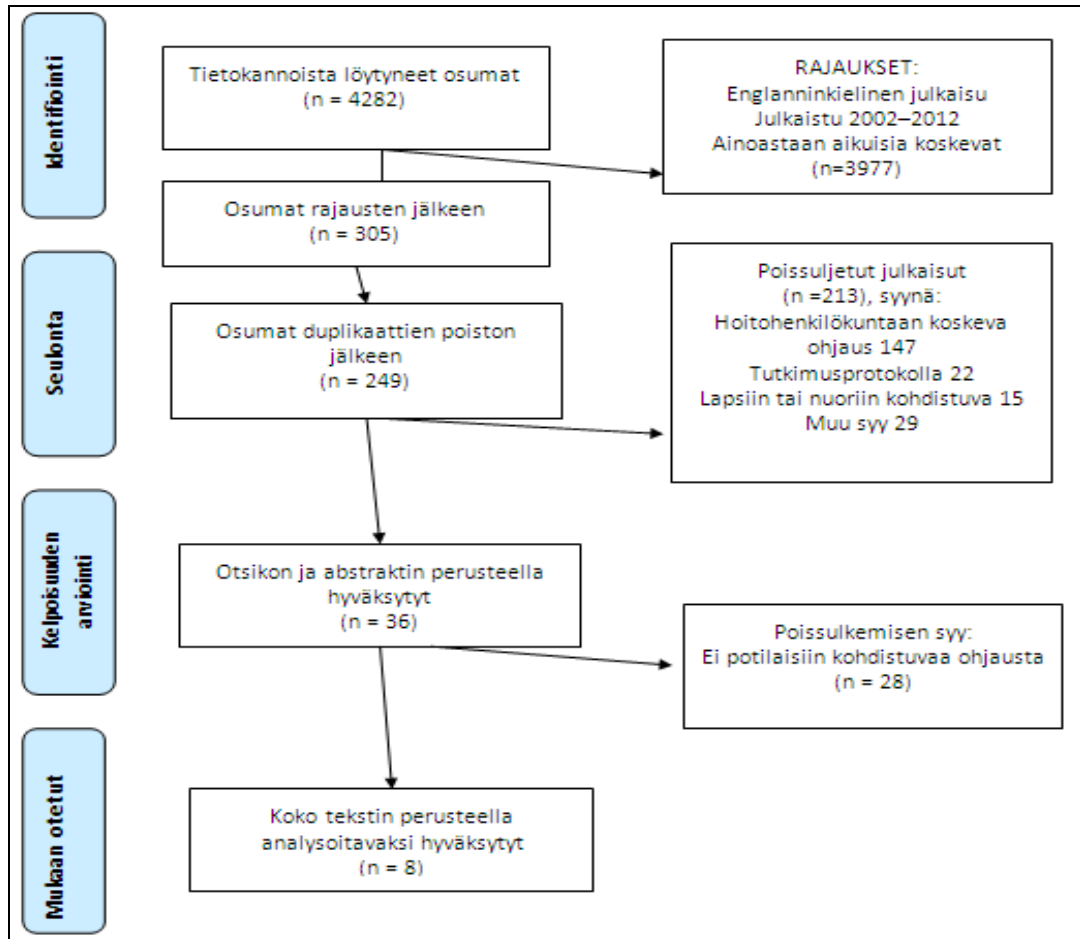 Identifiointi
Tietokannoista löytyneet osumat
(n = 4282)
RAJAUKSET:
Englanninkielinen julkaisu
Julkaistu 2002–2012
Ainoastaan aikuisia koskevat
(n=3977)
Osumat rajausten jälkeen
(n = 305)
Seulonta
Osumat duplikaattien poiston
jälkeen
(n = 249)
Poissuljetut julkaisut
(n =213), syynä:
Hoitohenkilökuntaan koskeva
ohjaus 147
Tutkimusprotokolla 22
Lapsiin tai nuoriin kohdistuva 15
Muu syy 29
Kelpoisuuden
arviointi
Otsikon ja abstraktin perusteella
hyväksytyt
(n = 36)
Poissulkemisen syy:
Ei potilaisiin kohdistuvaa ohjausta
(n = 28)
Mukaan otetut
Koko tekstin perusteella
analysoitavaksi hyväksytyt
(n = 8)